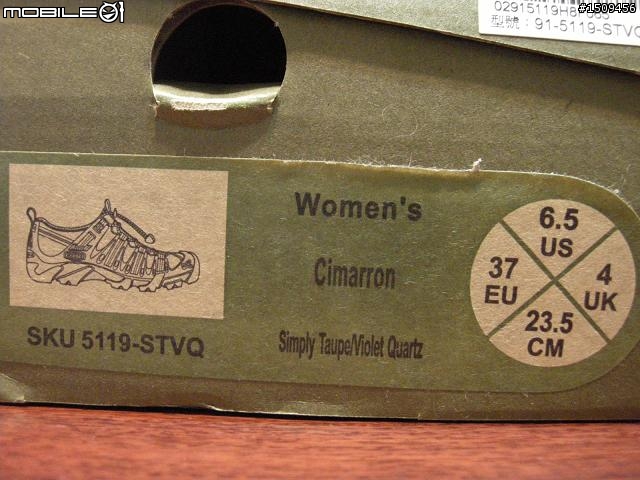 MOBILE01
#1509456
02915119H8F065
型號：91-5119-STVQ
Women's
Cimarron
Simply Taupe/Violet Quartz
SKU 5119-STVQ
6.5
US
37
EU
4
UK
23.5
CM